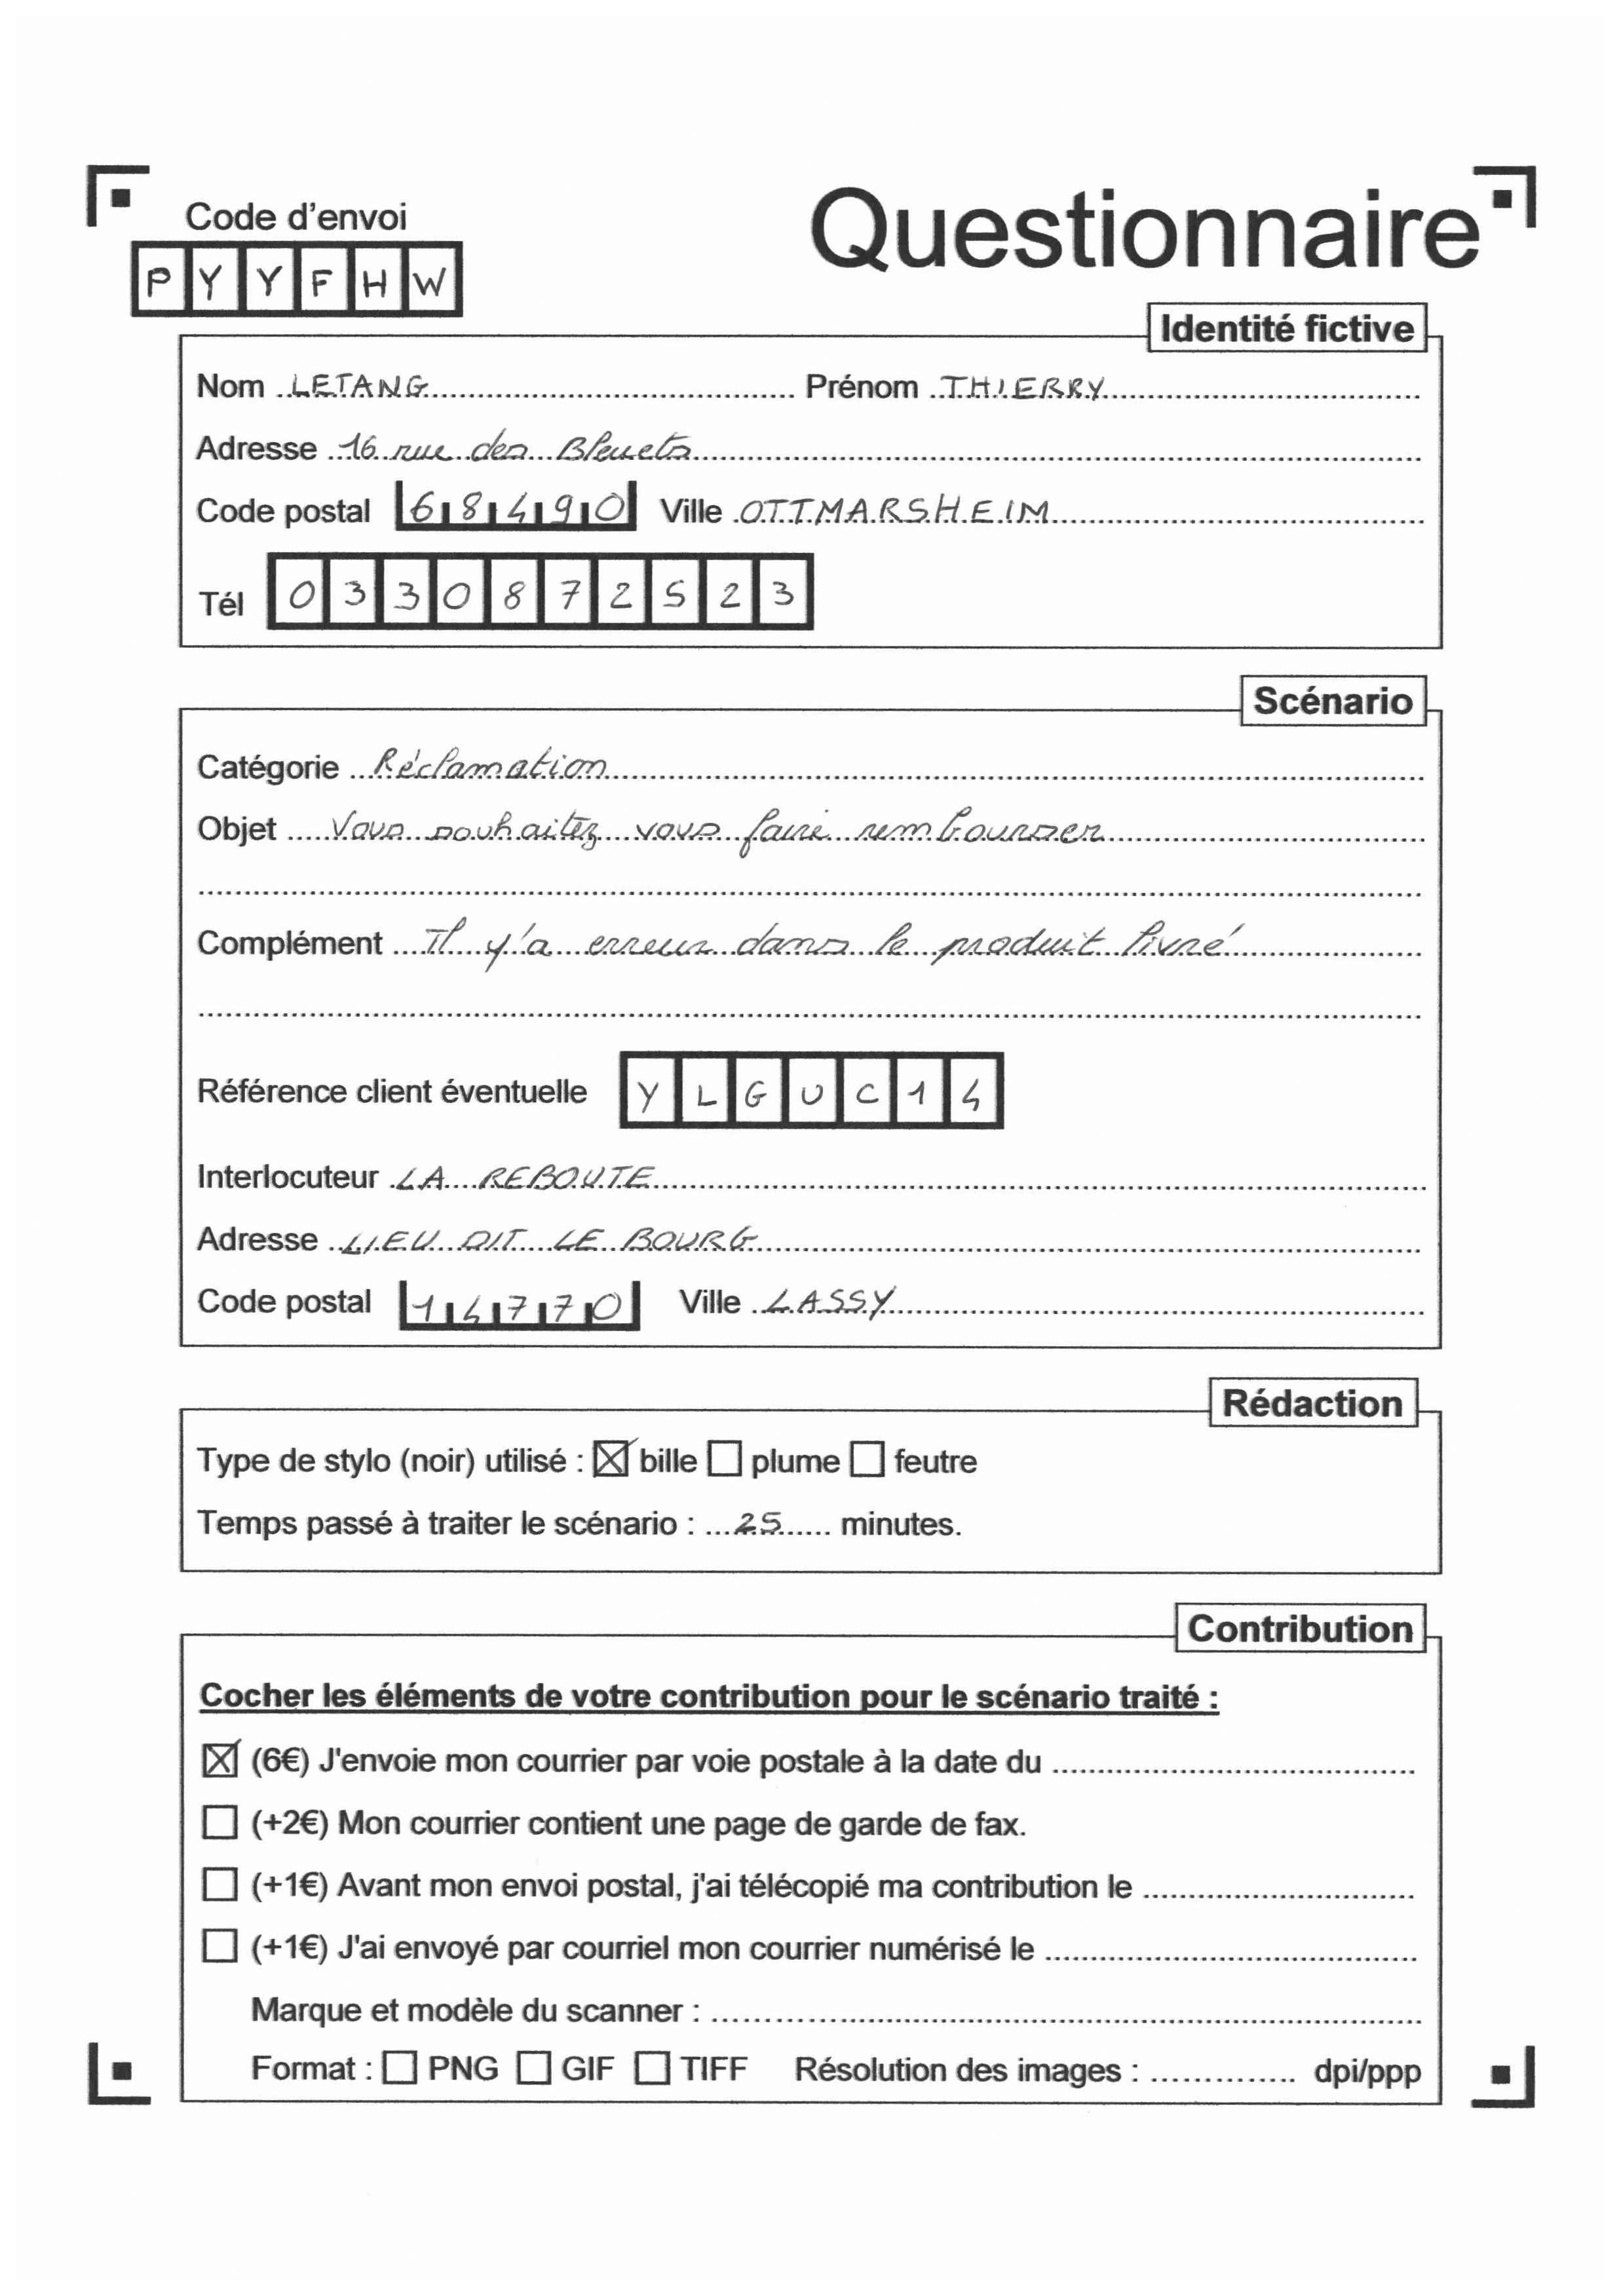 Code d'envoi
Questionnaire
PYYFHW
Identité fictive
Nom LETANG Prénom THIERRY
Adresse 16 rue des Bleuets
Code postal 68490 Ville OTTMARSHEIM
Tél 0330872523
Scénario
Catégorie Réclamation
Objet Vous souhaitez vous faire rembourser
Complément Il y'a erreur dans le produit livré
Référence client éventuelle YLGUC14
Interlocuteur LA REBOUTE
Adresse LIEU DIT LE BOURG
Code postal 14770 Ville LASSY
Rédaction
Type de stylo (noir) utilisé : ☒ bille ☐ plume ☐ feutre
Temps passé à traiter le scénario : 25 minutes.
Contribution
Cocher les éléments de votre contribution pour le scénario traité :
☒ (6€) J'envoie mon courrier par voie postale à la date du
☐ (+2€) Mon courrier contient une page de garde de fax.
☐ (+1€) Avant mon envoi postal, j'ai télécopié ma contribution le
☐ (+1€) J'ai envoyé par courriel mon courrier numérisé le
Marque et modèle du scanner :
Format : ☐ PNG ☐ GIF ☐ TIFF Résolution des images : dpi/ppp